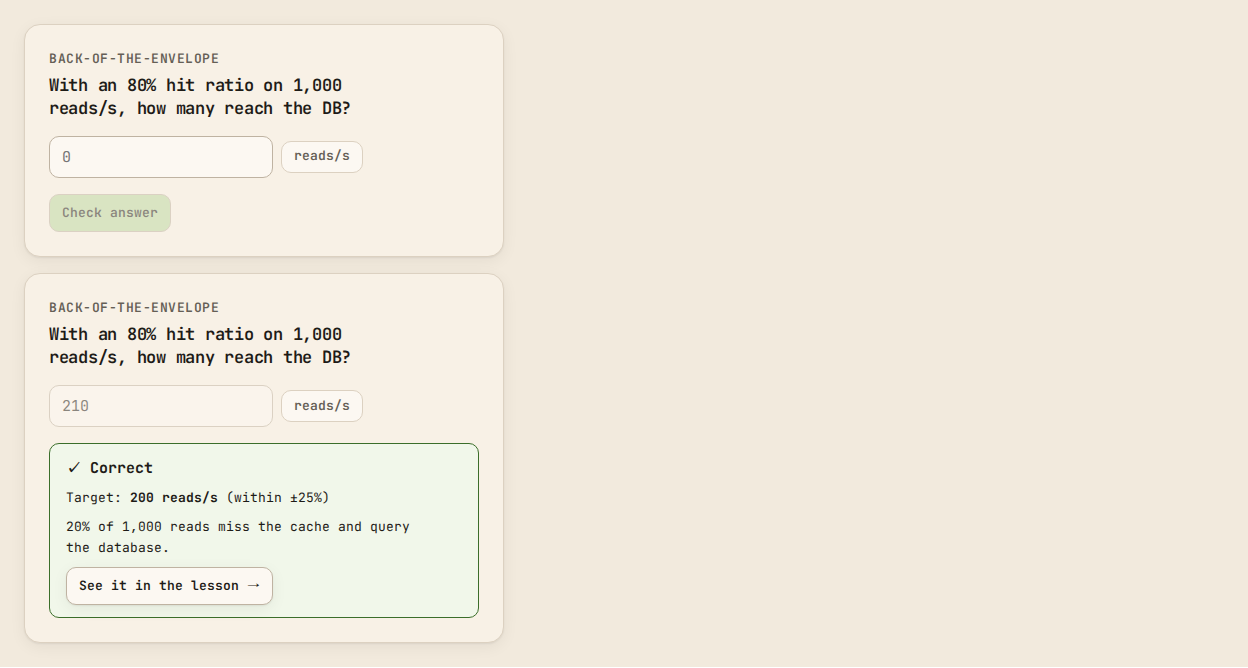 BACK-OF-THE-ENVELOPE
With an 80% hit ratio on 1,000
reads/s, how many reach the DB?
0 reads/s
Check answer
BACK-OF-THE-ENVELOPE
With an 80% hit ratio on 1,000
reads/s, how many reach the DB?
210 reads/s
✓ Correct
Target: 200 reads/s (within ±25%)
20% of 1,000 reads miss the cache and query
the database.
See it in the lesson →